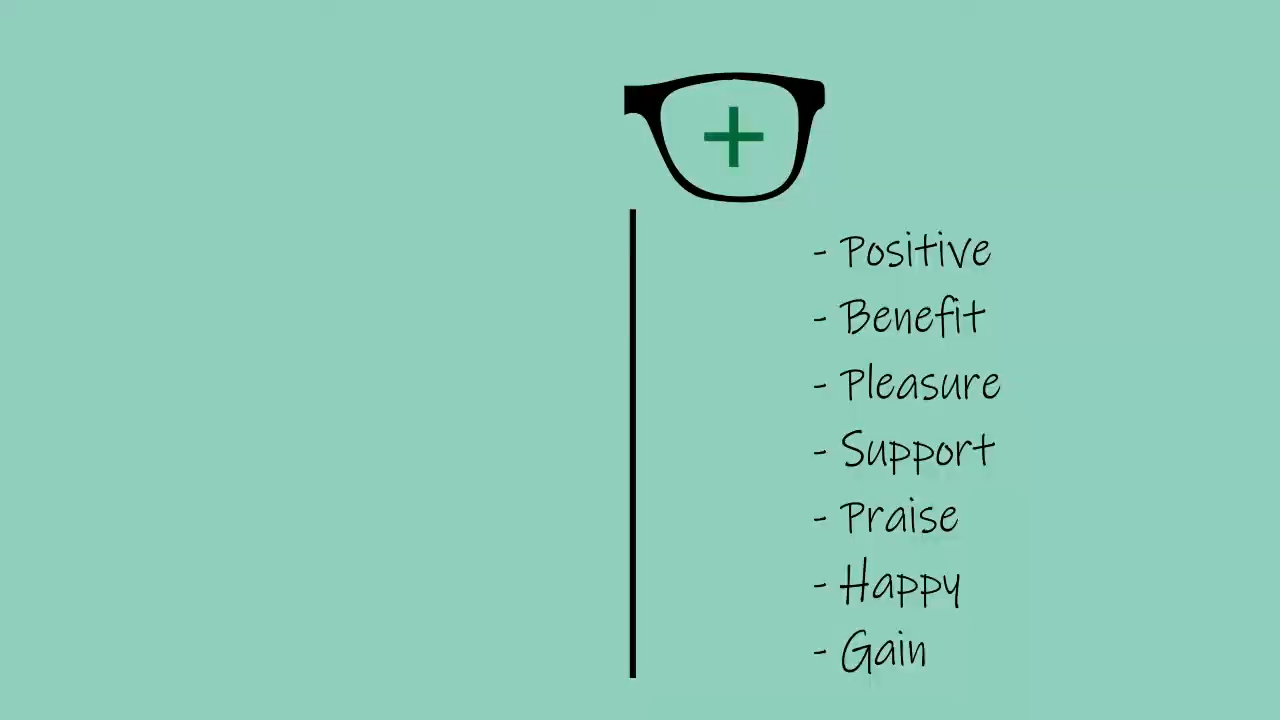 +
- Positive
- Benefit
- Pleasure
- Support
- Praise
- Happy
- Gain